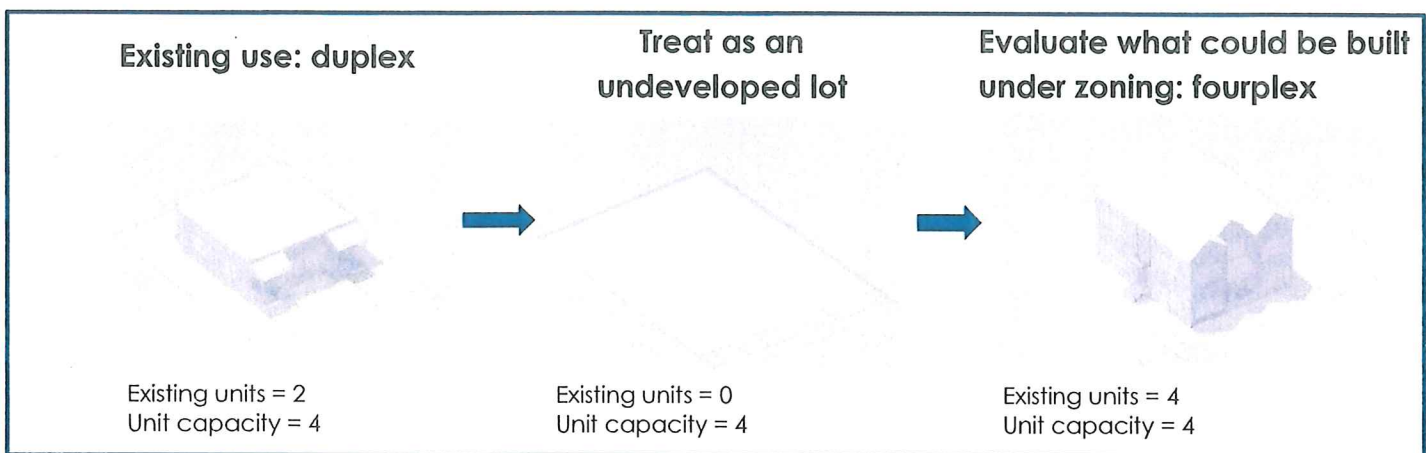 Existing use: duplex
Treat as an
undeveloped lot
Evaluate what could be built
under zoning: fourplex
Existing units = 2
Unit capacity = 4
Existing units = 0
Unit capacity = 4
Existing units = 4
Unit capacity = 4